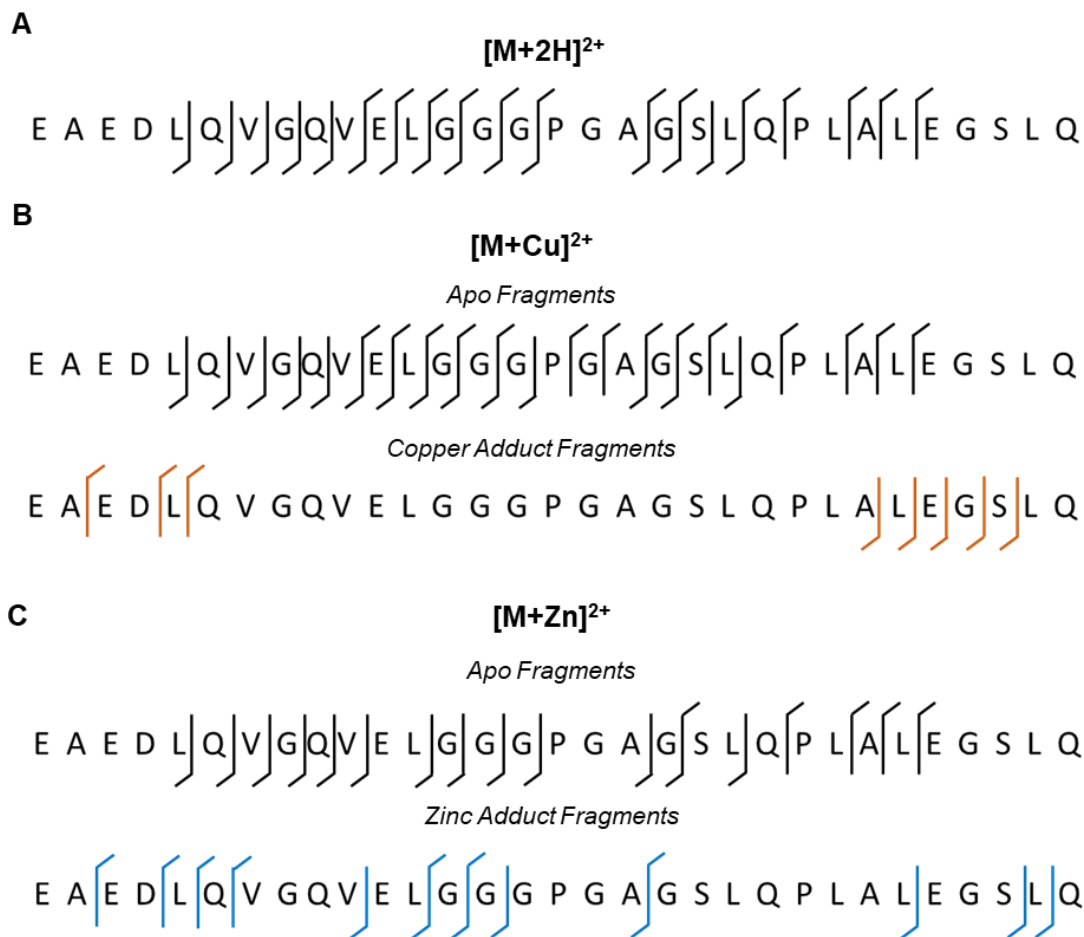 A
[M+2H]2+
E A E D L Q V G Q V E L G G G P G A G S L Q P L A L E G S L Q
B
[M+Cu]2+
Apo Fragments
E A E D L Q V G Q V E L G G G P G A G S L Q P L A L E G S L Q
Copper Adduct Fragments
E A E D L Q V G Q V E L G G G P G A G S L Q P L A L E G S L Q
C
[M+Zn]2+
Apo Fragments
E A E D L Q V G Q V E L G G G P G A G S L Q P L A L E G S L Q
Zinc Adduct Fragments
E A E D L Q V G Q V E L G G G P G A G S L Q P L A L E G S L Q